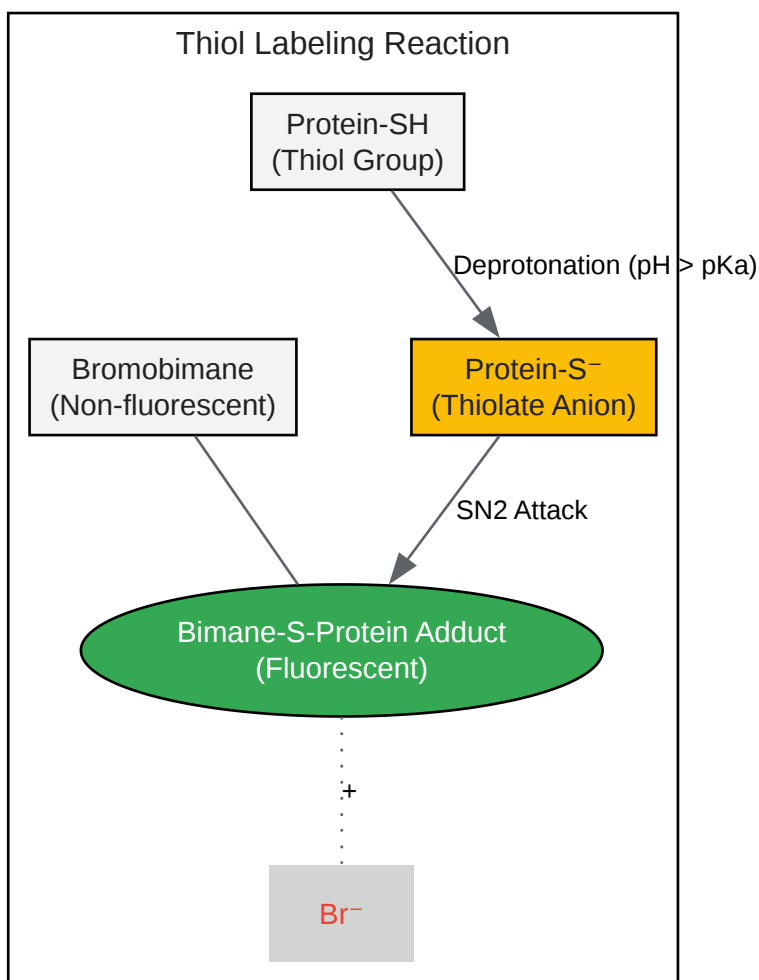 Thiol Labeling Reaction
Protein-SH
(Thiol Group)
Deprotonation (pH > pKa)
Bromobimane
(Non-fluorescent)
Protein-S⁻
(Thiolate Anion)
SN2 Attack
Bimane-S-Protein Adduct
(Fluorescent)
+
Br⁻